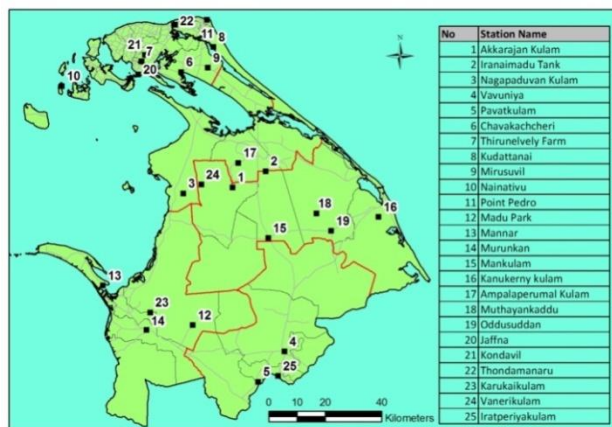 22
21
7
11
8
9
20
6
10
17
2
24
1
3
18
16
19
15
13
23
14
12
4
25
5
0 20 40
Kilometers
No Station Name
1 Akkarajan Kulam
2 Iranaimadu Tank
3 Nagapaduvan Kulam
4 Vavuniya
5 Pavatkulam
6 Chavakachcheri
7 Thirunelvely Farm
8 Kudattanai
9 Mirusuvil
10 Nainativu
11 Point Pedro
12 Madu Park
13 Mannar
14 Murunkan
15 Mankulam
16 Kanukerny kulam
17 Ampalaperumal Kulam
18 Muthayankaddu
19 Oddusuddan
20 Jaffna
21 Kondavil
22 Thondamanaru
23 Karukaikulam
24 Vanerikulam
25 Iratperiyakulam